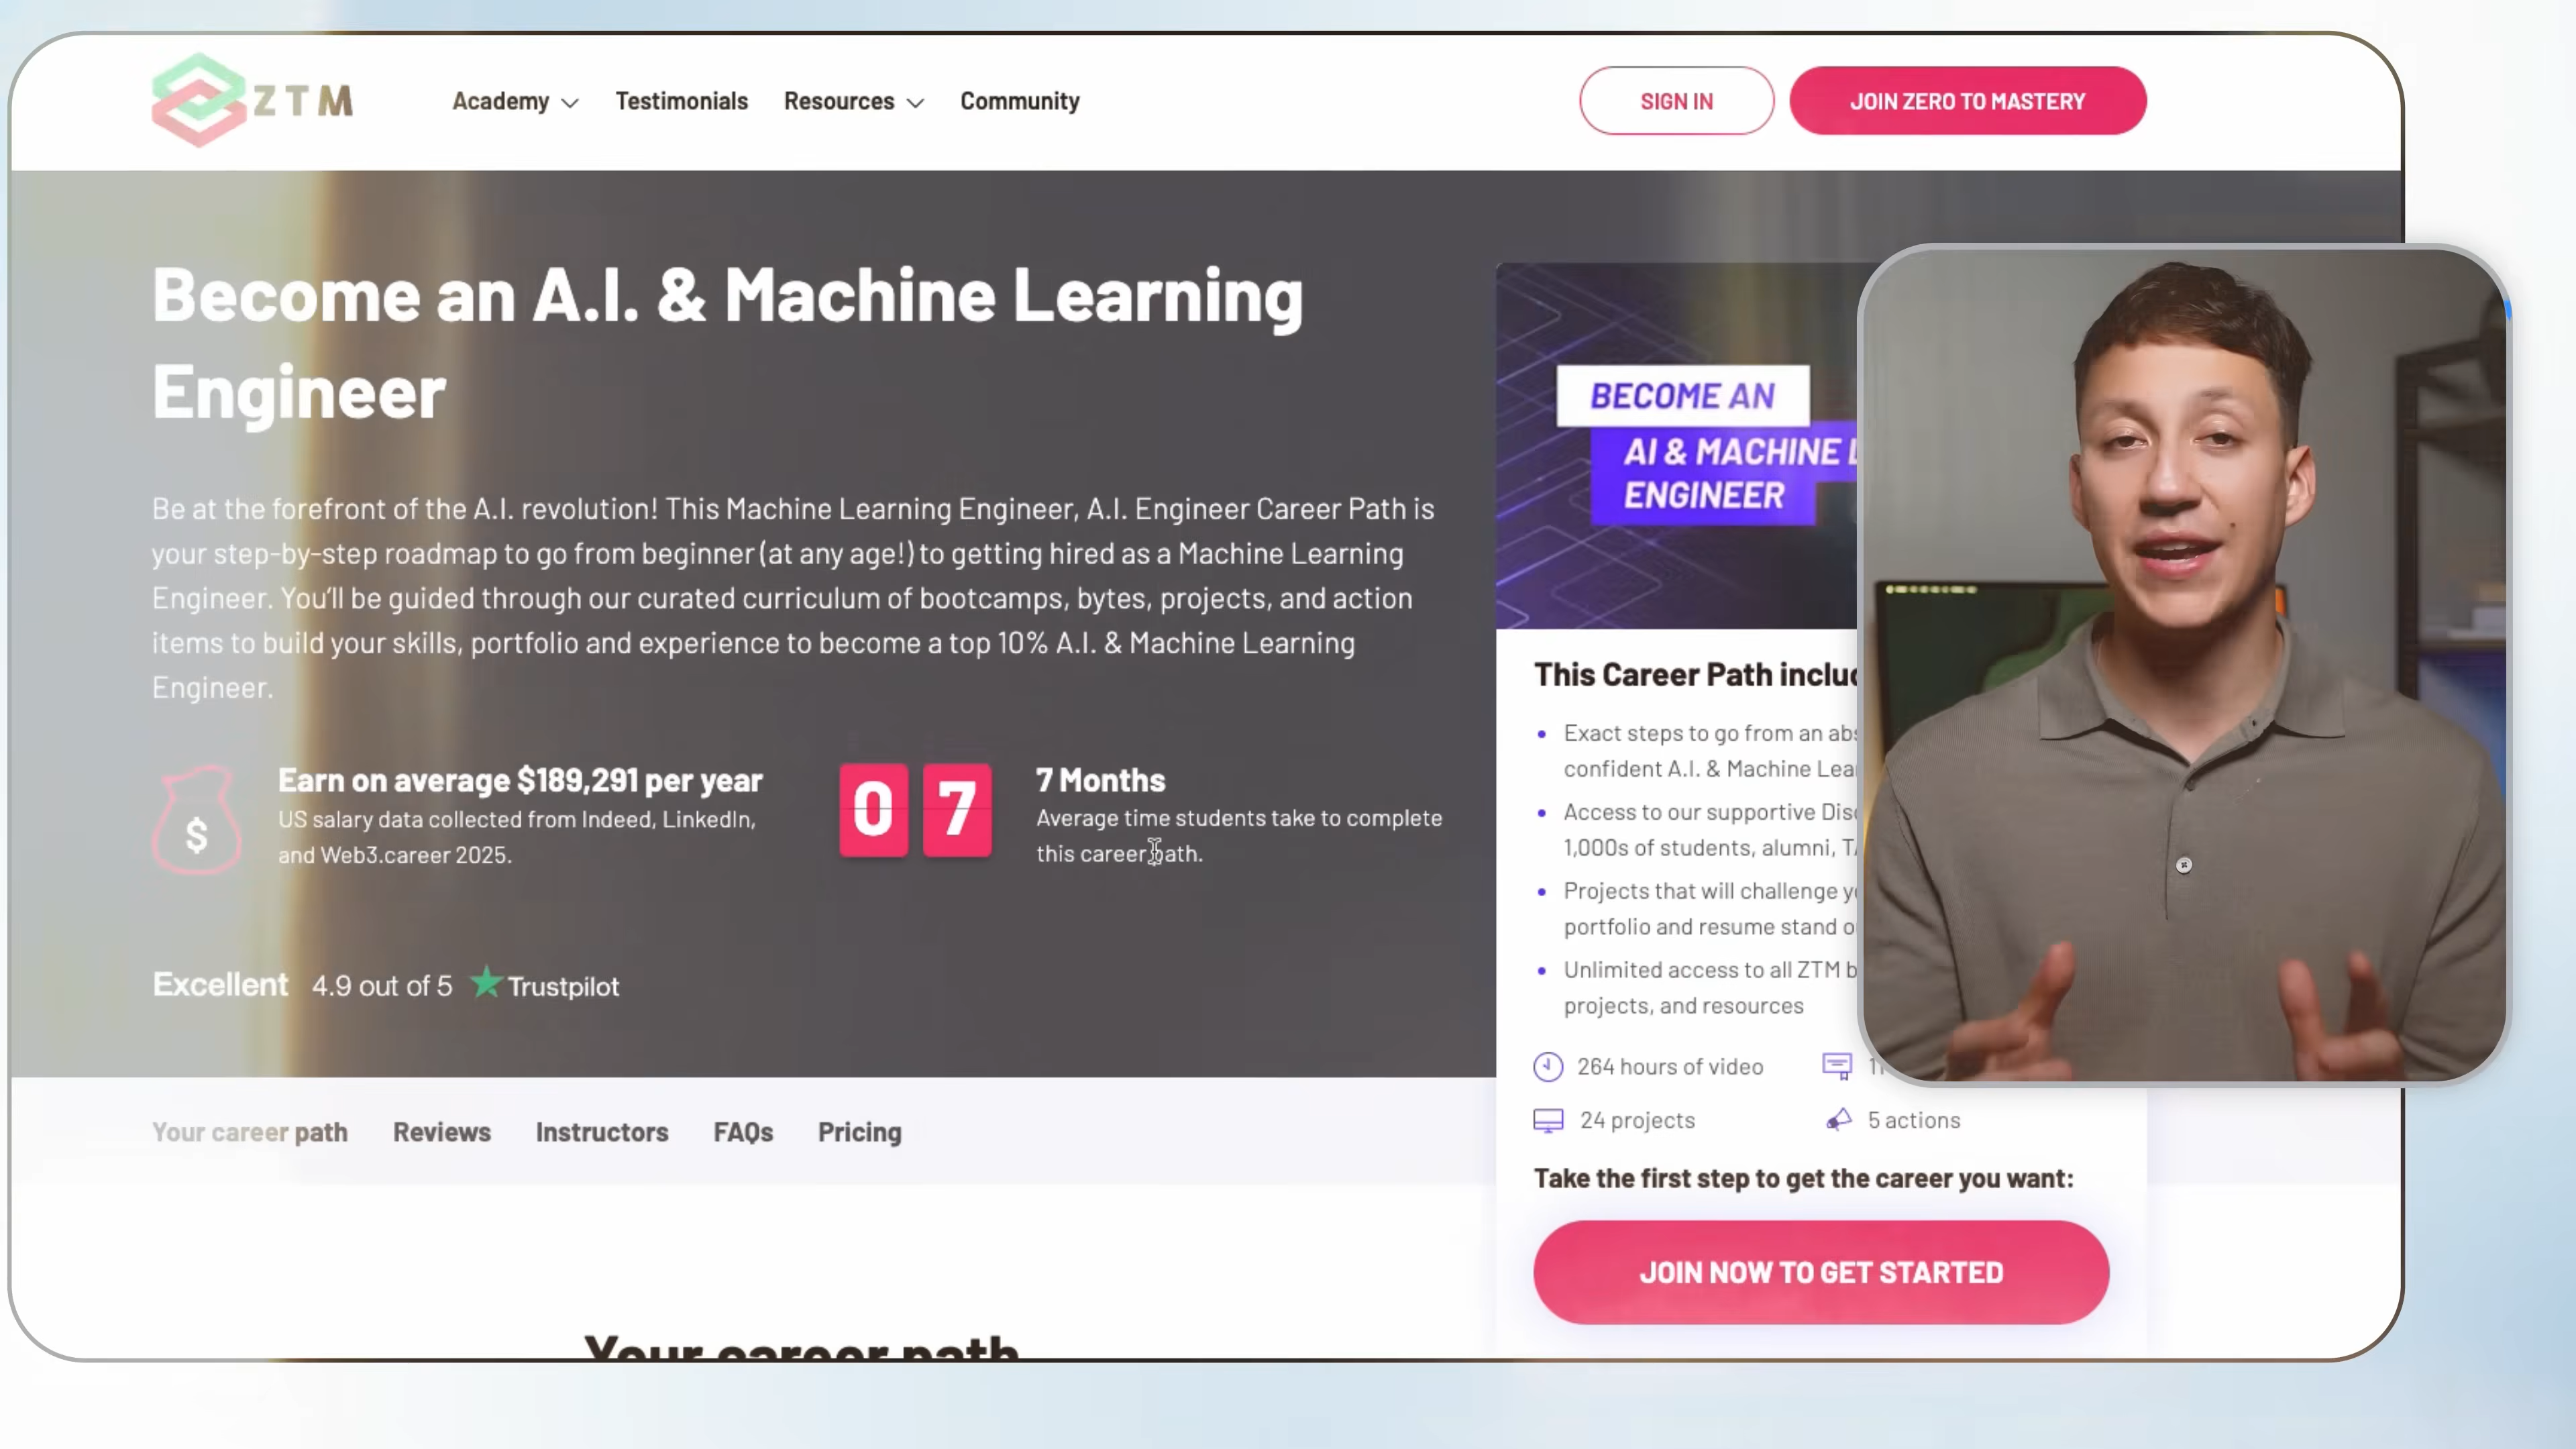 ZTM
Academy
Testimonials
Resources
Community
SIGN IN
JOIN ZERO TO MASTERY
Become an A.I. & Machine Learning
Engineer
Be at the forefront of the A.I. revolution! This Machine Learning Engineer, A.I. Engineer Career Path is
your step-by-step roadmap to go from beginner (at any age!) to getting hired as a Machine Learning
Engineer. You'll be guided through our curated curriculum of bootcamps, bytes, projects, and action
items to build your skills, portfolio and experience to become a top 10% A.I. & Machine Learning
Engineer.
$
Earn on average $189,291 per year
US salary data collected from Indeed, LinkedIn,
and Web3.career 2025.
07
7 Months
Average time students take to complete
this career path.
Excellent 4.9 out of 5 Trustpilot
BECOME AN
AI & MACHINE
ENGINEER
This Career Path
Exact steps to go from an
confident A.I. &
Access to our supportive
1,000s of students, alumni,
Projects that will challenge
portfolio and resume stand
Unlimited access to all ZTM
projects, and resources
264 hours of video
24 projects
5 actions
Take the first step to get the career you want:
JOIN NOW TO GET STARTED
Your career path
Reviews
Instructors
FAQs
Pricing
Your career path